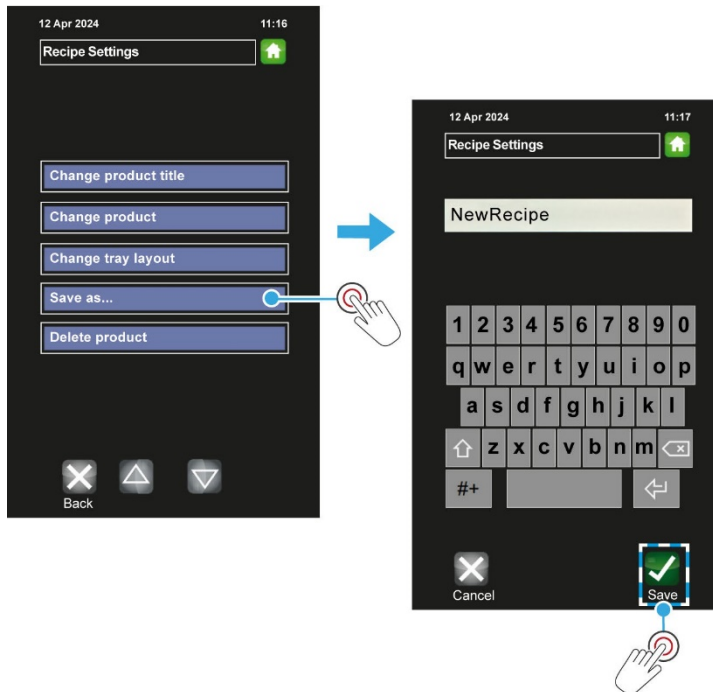 12 Apr 2024 11:16
Recipe Settings
Change product title
Change product
Change tray layout
Save as...
Delete product
Back
12 Apr 2024 11:17
Recipe Settings
NewRecipe
1 2 3 4 5 6 7 8 9 0
q w e r t y u i o p
a s d f g h j k l
z x c v b n m
#+
Cancel Save